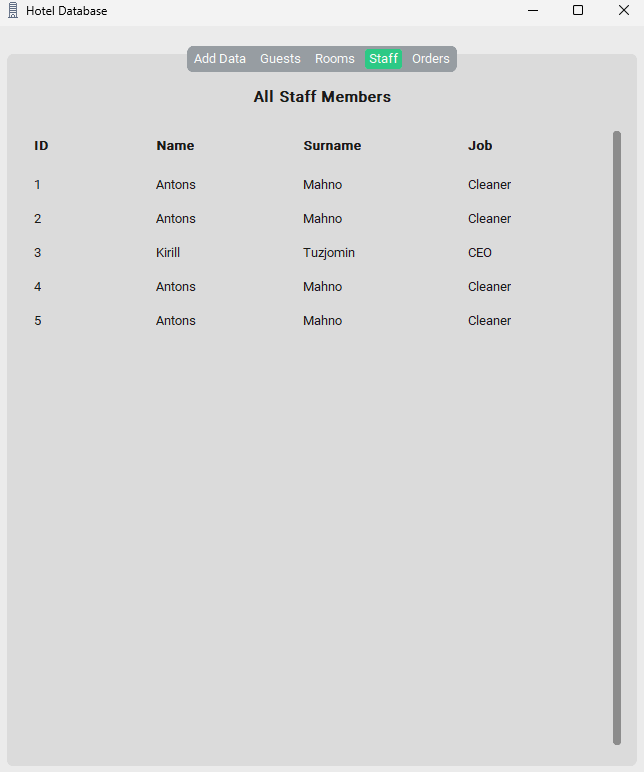 Hotel Database
Add Data Guests Rooms Staff Orders
All Staff Members
ID Name Surname Job
1 Antons Mahno Cleaner
2 Antons Mahno Cleaner
3 Kirill Tuzjomin CEO
4 Antons Mahno Cleaner
5 Antons Mahno Cleaner